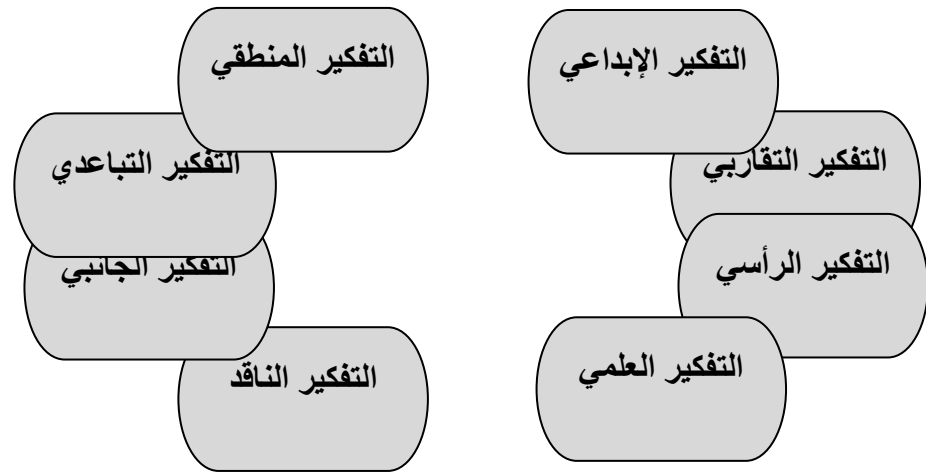 التفكير الإبداعي
التفكير المنطقي
التفكير التقاربي
التفكير التباعدي
التفكير الرأسي
التفكير الجانبي
التفكير العلمي
التفكير الناقد